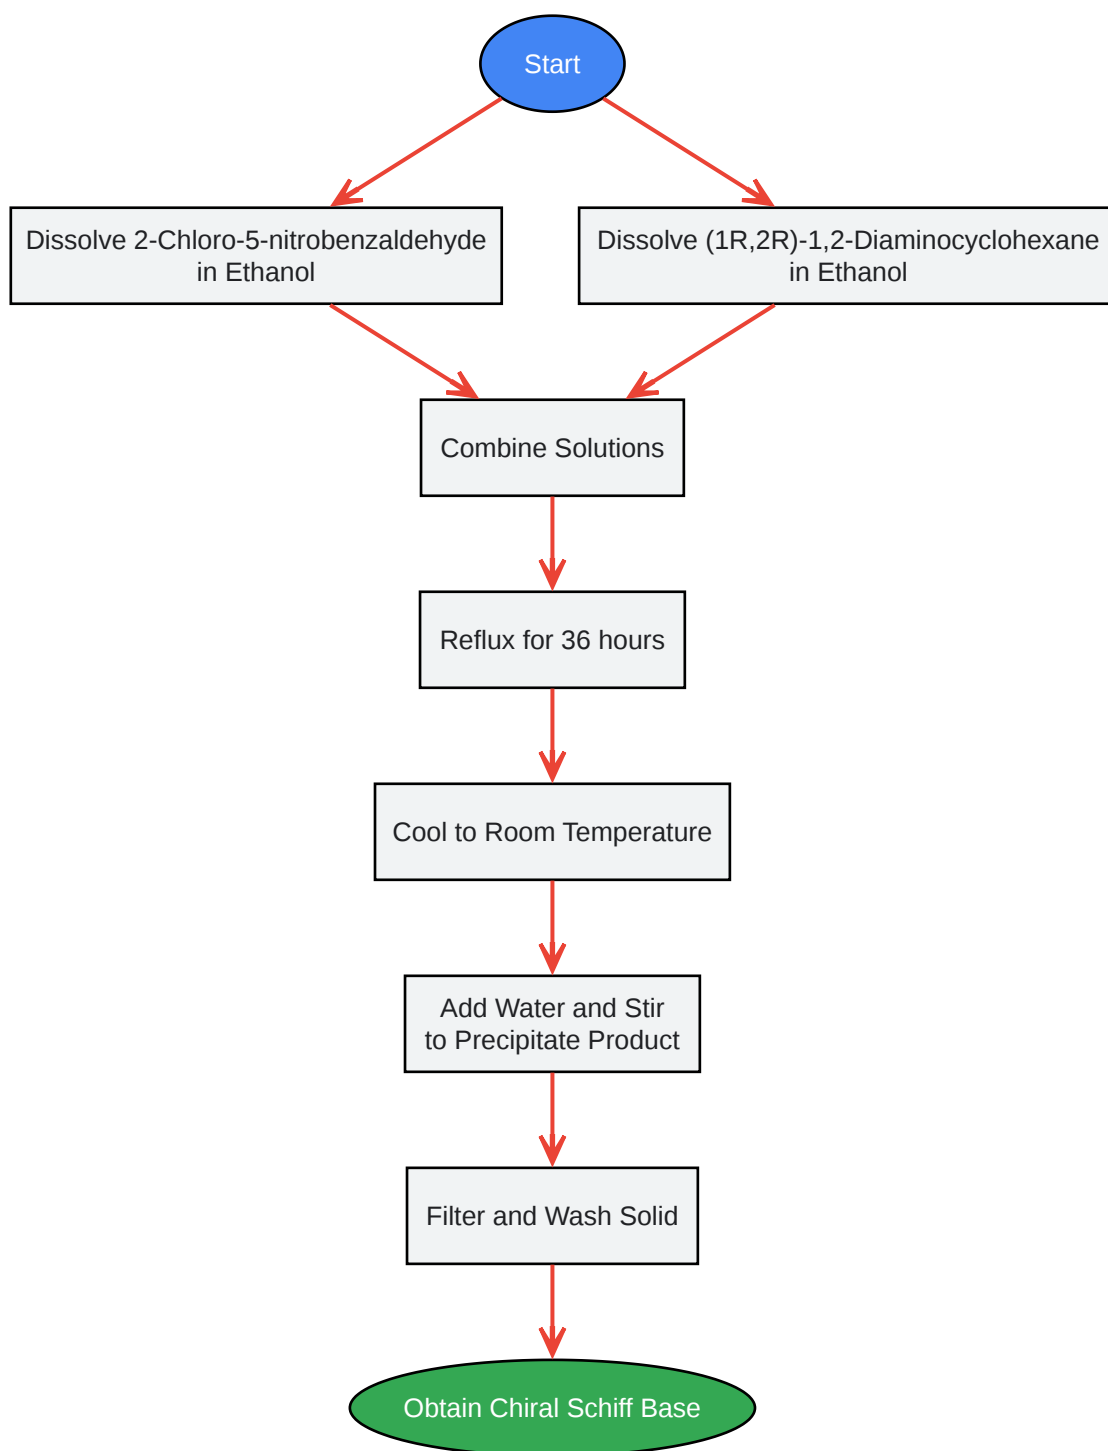 Start
Dissolve 2-Chloro-5-nitrobenzaldehyde
in Ethanol
Dissolve (1R,2R)-1,2-Diaminocyclohexane
in Ethanol
Combine Solutions
Reflux for 36 hours
Cool to Room Temperature
Add Water and Stir
to Precipitate Product
Filter and Wash Solid
Obtain Chiral Schiff Base